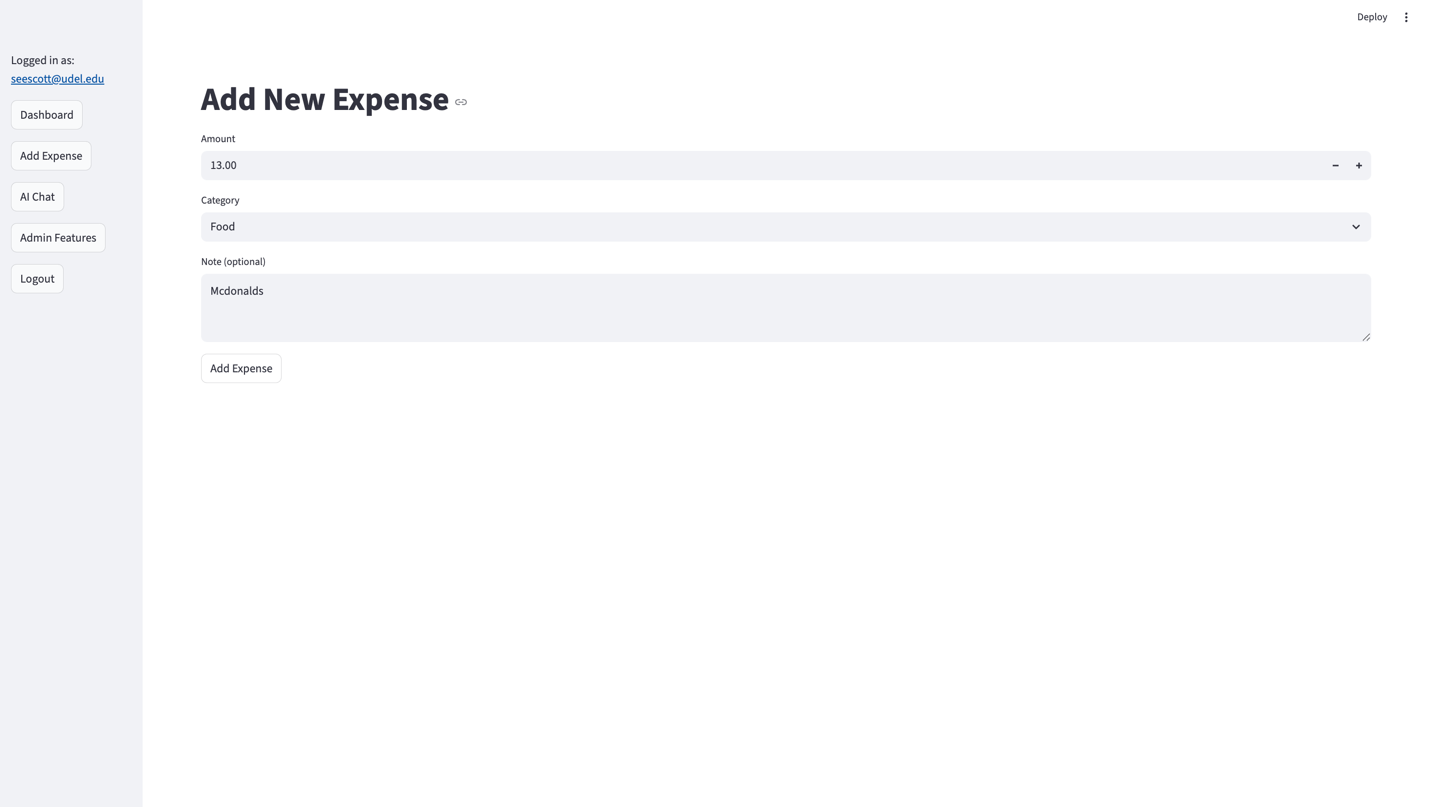 Deploy
Logged in as:
seescott@udel.edu
Dashboard
Add Expense
AI Chat
Admin Features
Logout
Add New Expense
Amount
13.00
Category
Food
Note (optional)
Mcdonalds
Add Expense